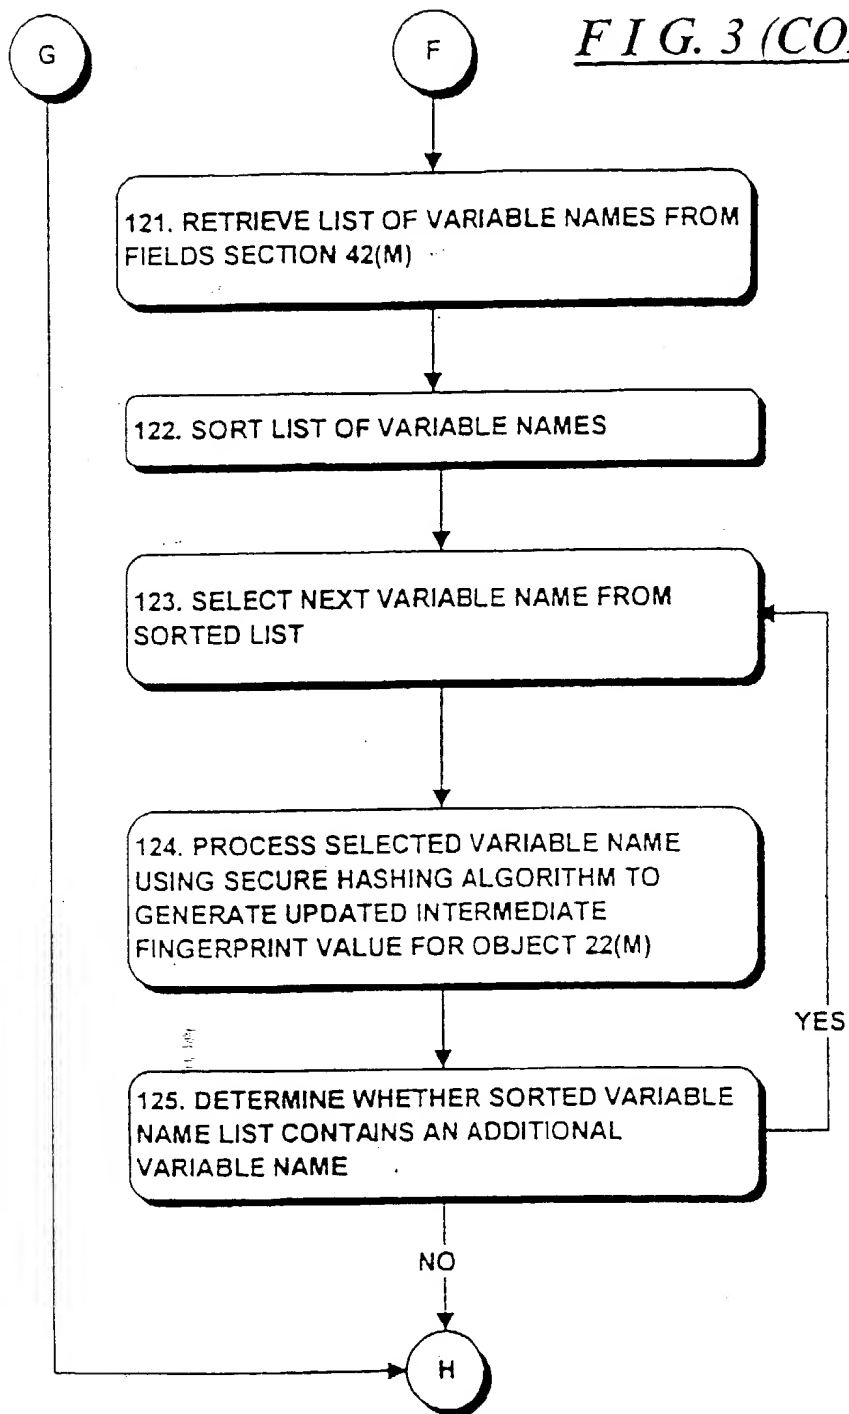 G
F
F I G. 3 (CO
121. RETRIEVE LIST OF VARIABLE NAMES FROM
FIELDS SECTION 42(M)
122. SORT LIST OF VARIABLE NAMES
123. SELECT NEXT VARIABLE NAME FROM
SORTED LIST
124. PROCESS SELECTED VARIABLE NAME
USING SECURE HASHING ALGORITHM TO
GENERATE UPDATED INTERMEDIATE
FINGERPRINT VALUE FOR OBJECT 22(M)
YES
125. DETERMINE WHETHER SORTED VARIABLE
NAME LIST CONTAINS AN ADDITIONAL
VARIABLE NAME
NO
H